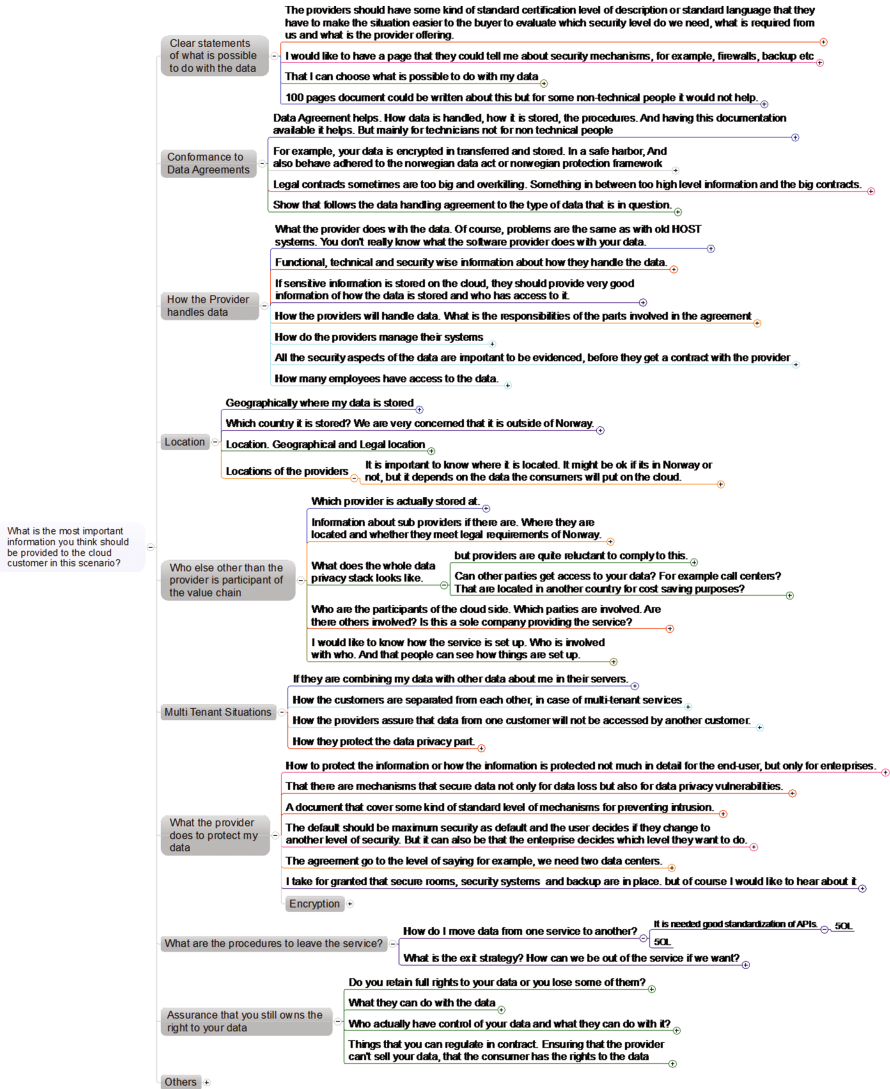 The providers should have some kind of standard certification level of description or standard language that they
have to make the situation easier to the buyer to evaluate which security level do we need, what is required from
us and what is the provider offering.
Clear statements
of what is possible
to do with the data
I would like to have a page that they could tell me about security mechanisms, for example, firewalls, backup etc
That I can choose what is possible to do with my data
100 pages document could be written about this but for some non-technical people it would not help.
Data Agreement helps. How data is handled, how it is stored, the procedures. And having this documentation
available it helps. But mainly for technicians not for non technical people
Conformance to
Data Agreements
For example, your data is encrypted in transferred and stored. In a safe harbor, And
also behave adhered to the norwegian data act or norwegian protection framework
Legal contracts sometimes are too big and overkilling. Something in between too high level information and the big contracts.
Show that follows the data handling agreement to the type of data that is in question.
What the provider does with the data. Of course, problems are the same as with old HOST
systems. You don't really know what the software provider does with your data.
Functional, technical and security wise information about how they handle the data.
If sensitive information is stored on the cloud, they should provide very good
information of how the data is stored and who has access to it.
How the Provider
handles data
How the providers will handle data. What is the responsibilities of the parts involved in the agreement
How do the providers manage their systems
All the security aspects of the data are important to be evidenced, before they get a contract with the provider
How many employees have access to the data.
Geographically where my data is stored
Which country it is stored? We are very concerned that it is outside of Norway.
Location
Location. Geographical and Legal location
Locations of the providers
It is important to know where it is located. It might be ok if its in Norway or
not, but it depends on the data the consumers will put on the cloud.
What is the most important
information you think should
be provided to the cloud
customer in this scenario?
Which provider is actually stored at.
Information about sub providers if there are. Where they are
located and whether they meet legal requirements of Norway.
Who else other than the
provider is participant of
the value chain
What does the whole data
privacy stack looks like.
but providers are quite reluctant to comply to this.
Can other parties get access to your data? For example call centers?
That are located in another country for cost saving purposes?
Who are the participants of the cloud side. Which parties are involved. Are
there others involved? Is this a sole company providing the service?
I would like to know how the service is set up. Who is involved
with who. And that people can see how things are set up.
If they are combining my data with other data about me in their servers.
How the customers are separated from each other, in case of multi-tenant services
Multi Tenant Situations
How the providers assure that data from one customer will not be accessed by another customer.
How they protect the data privacy part.
How to protect the information or how the information is protected not much in detail for the end-user, but only for enterprises.
That there are mechanisms that secure data not only for data loss but also for data privacy vulnerabilities.
A document that cover some kind of standard level of mechanisms for preventing intrusion.
What the provider
does to protect my
data
The default should be maximum security as default and the user decides if they change to
another level of security. But it can also be that the enterprise decides which level they want to do.
The agreement go to the level of saying for example, we need two data centers.
I take for granted that secure rooms, security systems and backup are in place. but of course I would like to hear about it
Encryption
What are the procedures to leave the service?
How do I move data from one service to another?
It is needed good standardization of APIs.
5OL
5OL
What is the exit strategy? How can we be out of the service if we want?
Do you retain full rights to your data or you lose some of them?
What they can do with the data
Assurance that you still owns the
right to your data
Who actually have control of your data and what they can do with it?
Things that you can regulate in contract. Ensuring that the provider
can't sell your data, that the consumer has the rights to the data
Others